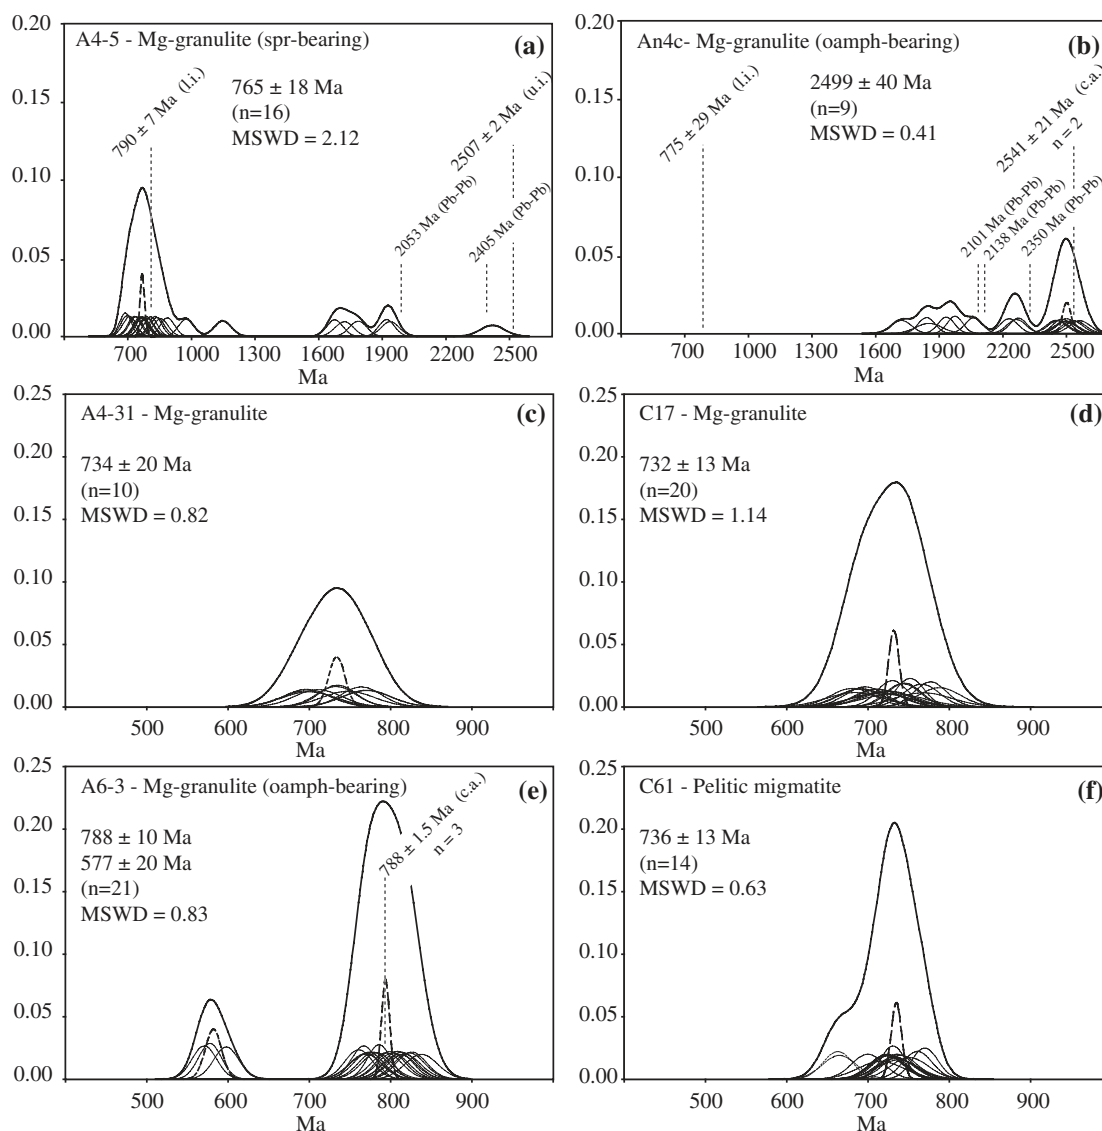 A4-5 - Mg-granulite (spr-bearing)
(a)
765 ± 18 Ma
(n=16)
MSWD = 2.12
790 ± 7 Ma (l.i.)
2053 Ma (Pb-Pb)
2405 Ma (Pb-Pb)
2507 ± 2 Ma (u.i.)
0.20
0.15
0.10
0.05
0.00
700 1300 1600 1900 2200 2500
Ma
An4c- Mg-granulite (oamph-bearing)
(b)
2499 ± 40 Ma
(n=9)
MSWD = 0.41
775 ± 29 Ma (l.i.)
2101 Ma (Pb-Pb)
2138 Ma (Pb-Pb)
2350 Ma (Pb-Pb)
2541 ± 21 Ma (c.a.)
n = 2
0.20
0.15
0.10
0.05
0.00
700 1000 1600 1900 2200 2500
Ma
A4-31 - Mg-granulite
(c)
734 ± 20 Ma
(n=10)
MSWD = 0.82
0.25
0.20
0.15
0.10
0.05
0.00
500 600 700 800 900
Ma
C17 - Mg-granulite
(d)
732 ± 13 Ma
(n=20)
MSWD = 1.14
0.25
0.20
0.15
0.10
0.05
0.00
500 600 700 800 900
Ma
A6-3 - Mg-granulite (oamph-bearing)
(e)
788 ± 10 Ma
577 ± 20 Ma
(n=21)
MSWD = 0.83
788 ± 1.5 Ma (c.a.)
n = 3
0.25
0.20
0.15
0.10
0.05
0.00
500 600 700 800 900
Ma
C61 - Pelitic migmatite
(f)
736 ± 13 Ma
(n=14)
MSWD = 0.63
0.25
0.20
0.15
0.10
0.05
0.00
500 600 700 800 900
Ma